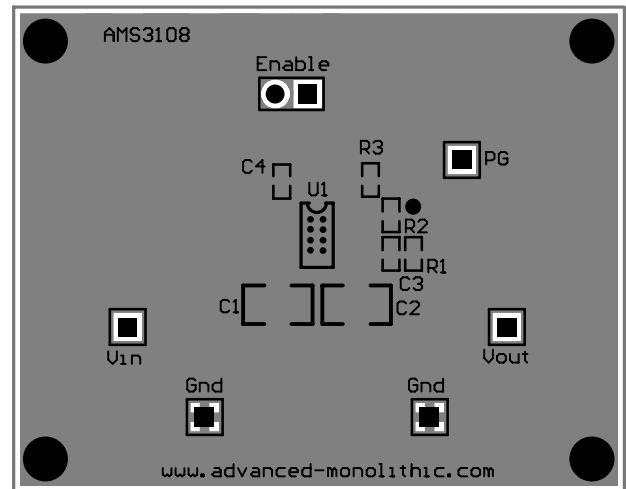 AMS3108
Enable
R3
C4
PG
U1
R2
R1
C3
C1
C2
Vin
Vout
Gnd
Gnd
www.advanced-monolithic.com